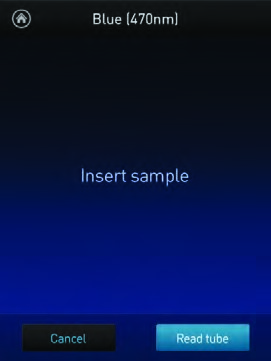 Blue (470nm)
Insert sample
Cancel
Read tube